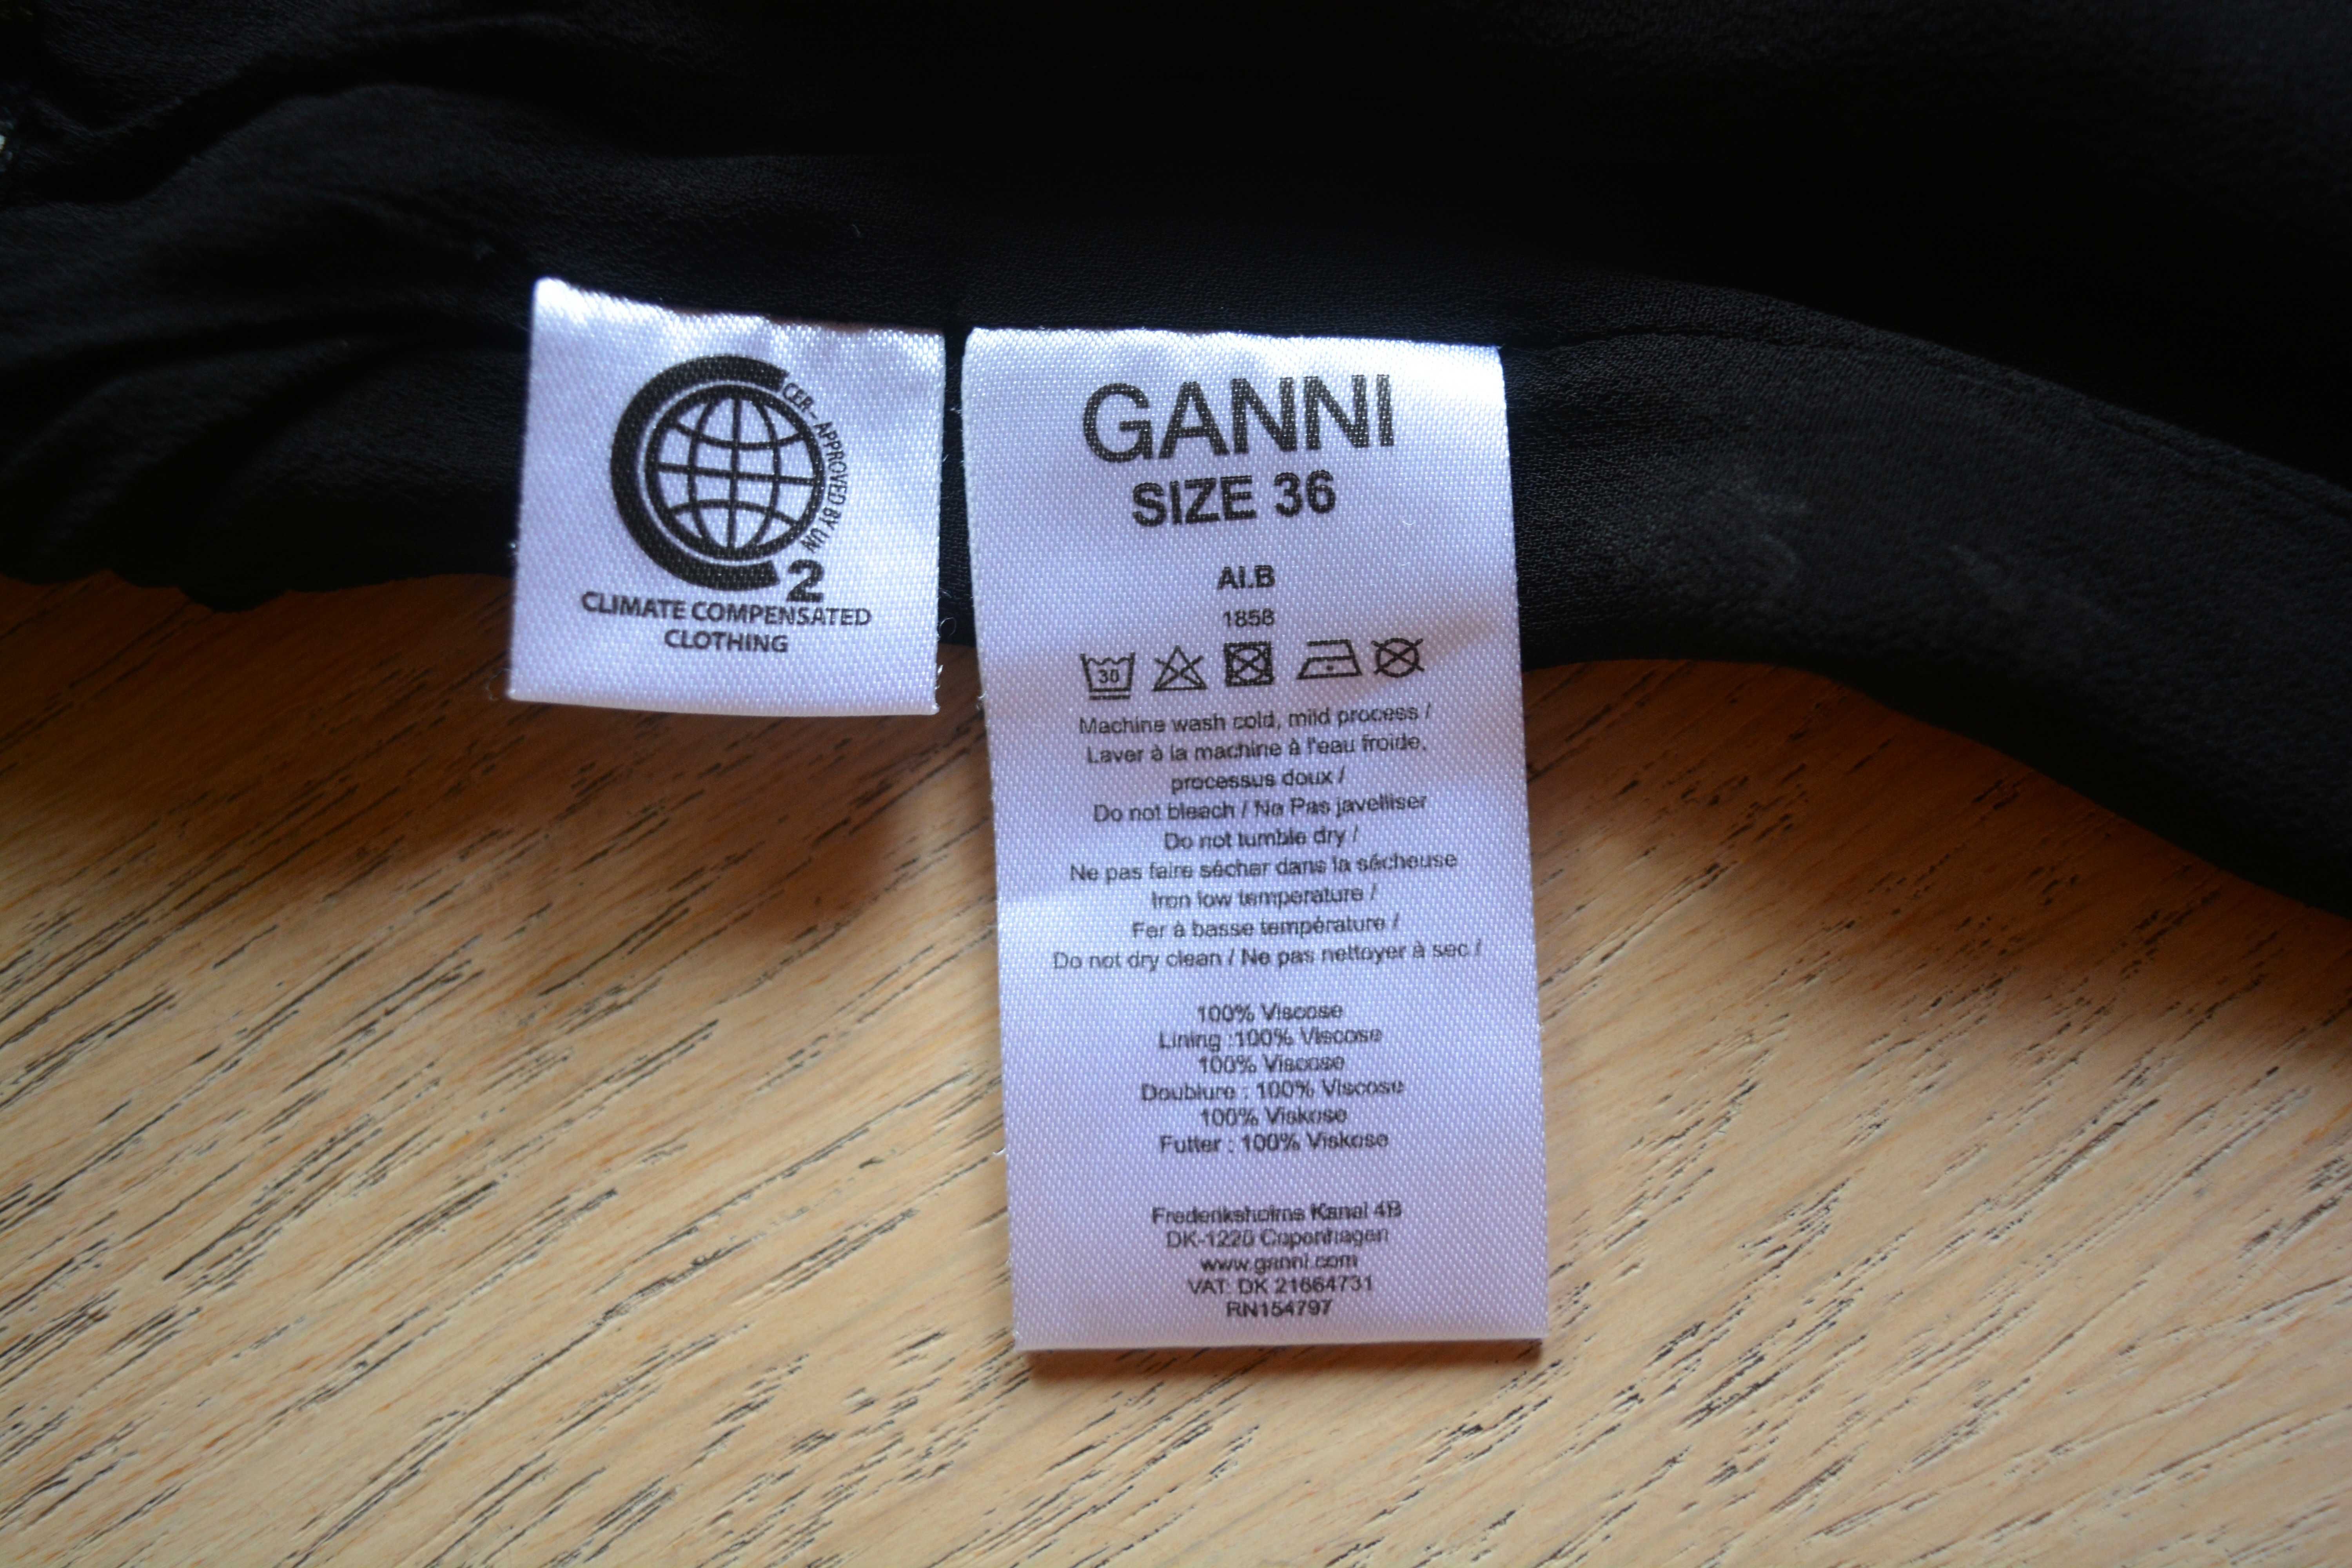 CER-APPROVED BY UN
2
CLIMATE COMPENSATED
CLOTHING
GANNI
SIZE 36
AI.B
1858
30
Machine wash cold, mild process /
Laver à la machine à l'eau froide,
processus doux /
Do not bleach / Ne Pas javelliser
Do not tumble dry /
Ne pas faire sécher dans la sécheuse
Iron low temperature /
Fer à basse température /
Do not dry clean / Ne pas nettoyer à sec /
100% Viscose
Lining :100% Viscose
100% Viscose
Doublure : 100% Viscose
100% Viskose
Futter : 100% Viskose
Frederiksholms Kanal 4B
DK-1220 Copenhagen
www.ganni.com
VAT: DK 21664731
RN154797